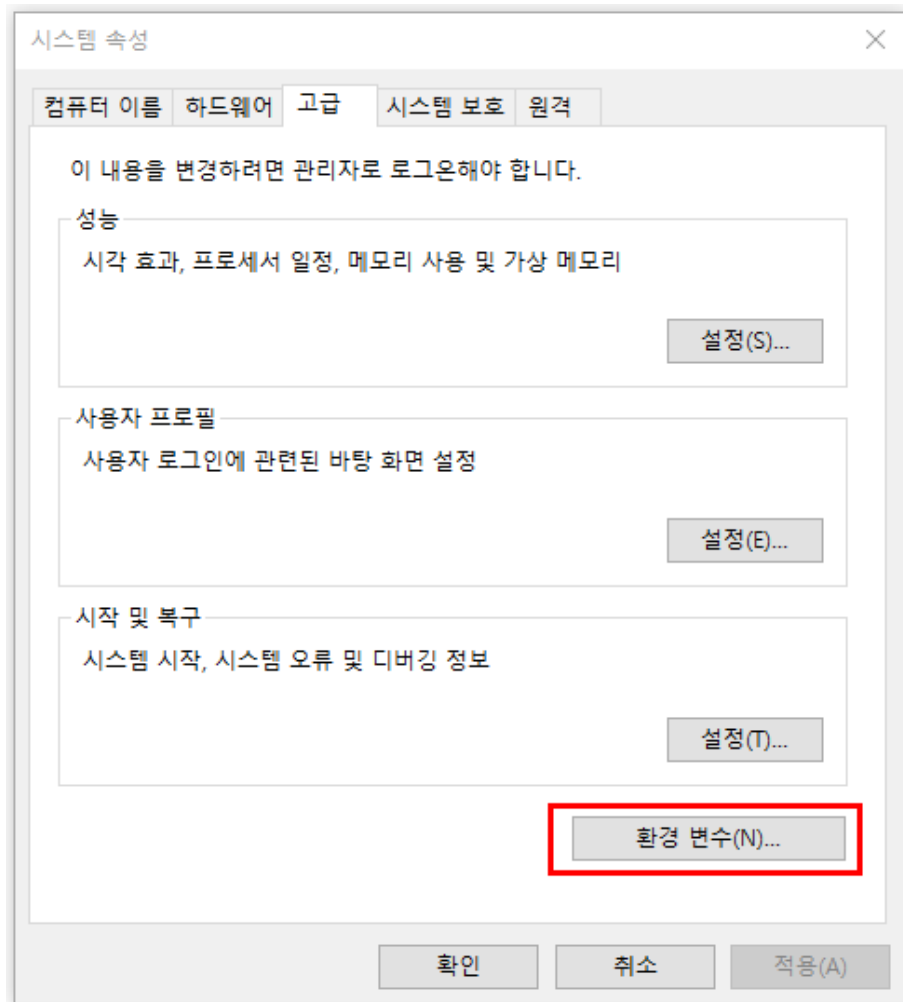 시스템 속성
컴퓨터 이름 하드웨어 고급 시스템 보호 원격
이 내용을 변경하려면 관리자로 로그온해야 합니다.
성능
시각 효과, 프로세서 일정, 메모리 사용 및 가상 메모리
설정(S)...
사용자 프로필
사용자 로그인에 관련된 바탕 화면 설정
설정(E)...
시작 및 복구
시스템 시작, 시스템 오류 및 디버깅 정보
설정(T)...
환경 변수(N)...
확인 취소 적용(A)